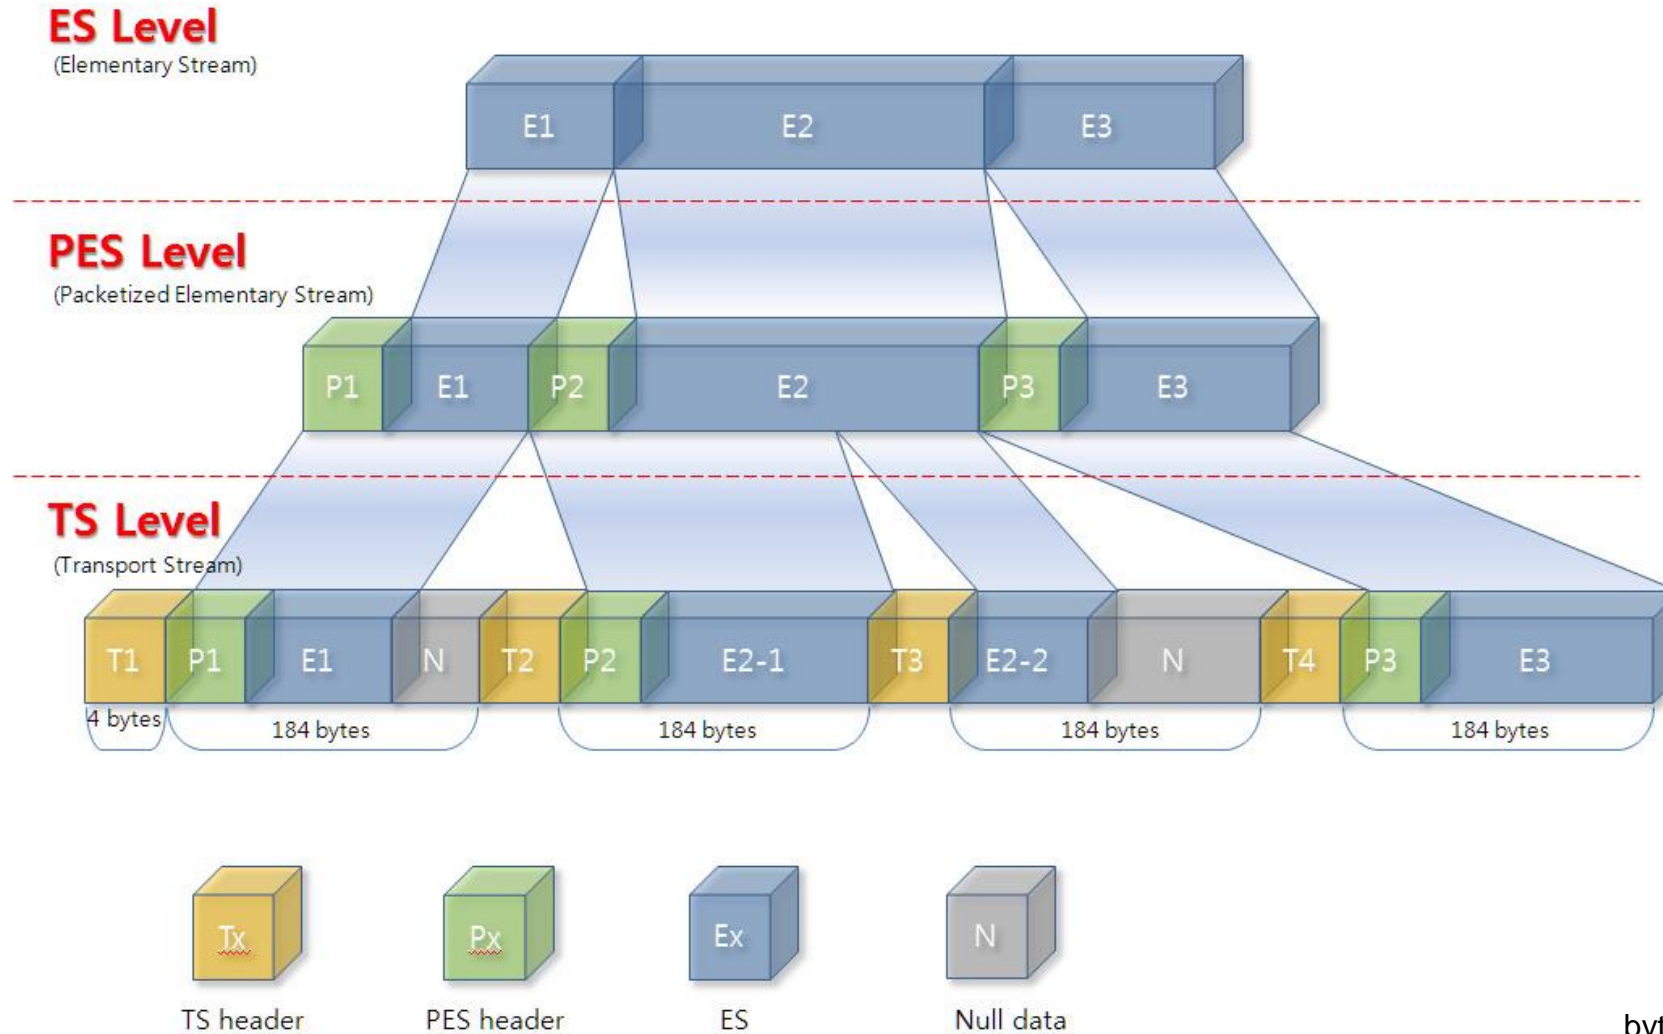 ES Level
(Elementary Stream)
E1 E2 E3
PES Level
(Packetized Elementary Stream)
P1 E1 P2 E2 P3 E3
TS Level
(Transport Stream)
T1 P1 E1 N T2 P2 E2-1 T3 E2-2 N T4 P3 E3
4 bytes 184 bytes 184 bytes 184 bytes 184 bytes
Tx Px Ex N
TS header PES header ES Null data